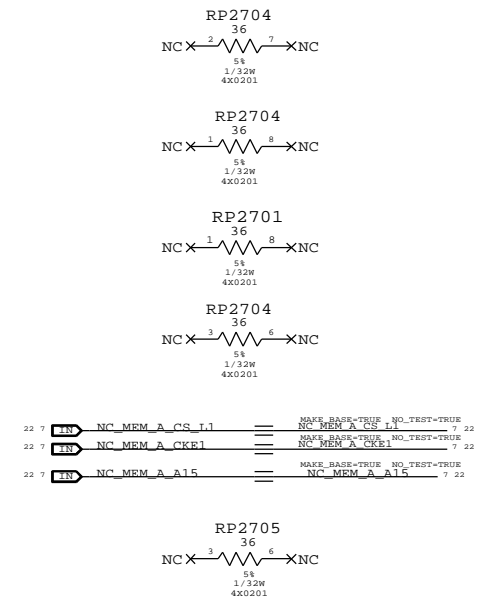 RP2704
36
NC 2 7 NC
5%
1/32W
4X0201
RP2704
36
NC 1 8 NC
5%
1/32W
4X0201
RP2701
36
NC 1 8 NC
5%
1/32W
4X0201
RP2704
36
NC 3 6 NC
5%
1/32W
4X0201
MAKE_BASE=TRUE NO_TEST=TRUE
22 7 IN NC_MEM_A_CS_L1 NC_MEM_A_CS_L1 7 22
MAKE_BASE=TRUE NO_TEST=TRUE
22 7 IN NC_MEM_A_CKE1 NC_MEM_A_CKE1 7 22
MAKE_BASE=TRUE NO_TEST=TRUE
22 7 IN NC_MEM_A_A15 NC_MEM_A_A15 7 22
RP2705
36
NC 3 6 NC
5%
1/32W
4X0201